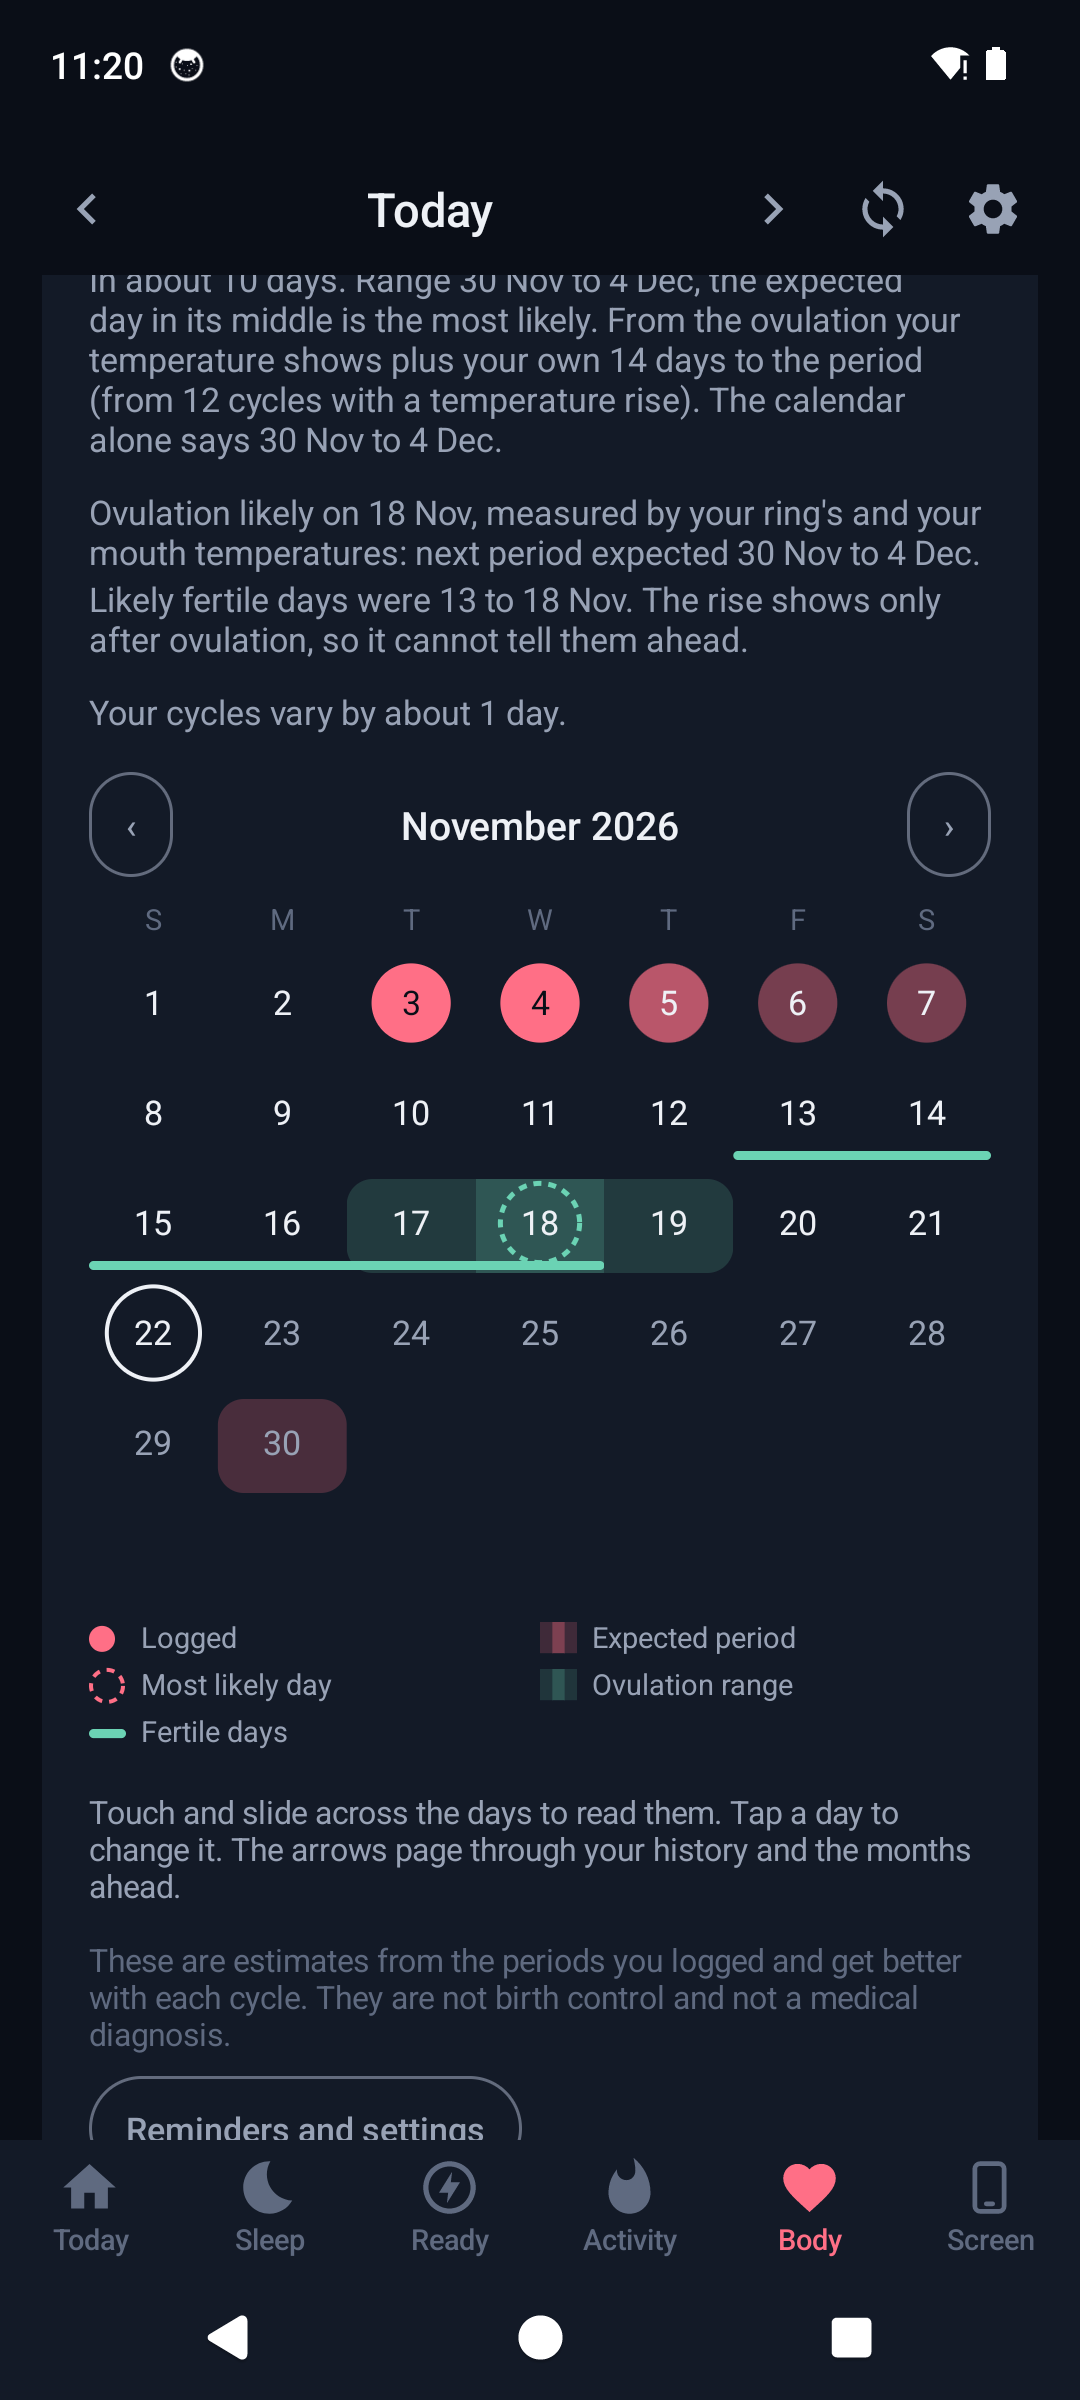 11:20
Today
In about 10 days. Range 30 Nov to 4 Dec, the expected
day in its middle is the most likely. From the ovulation your
temperature shows plus your own 14 days to the period
(from 12 cycles with a temperature rise). The calendar
alone says 30 Nov to 4 Dec.
Ovulation likely on 18 Nov, measured by your ring's and your
mouth temperatures: next period expected 30 Nov to 4 Dec.
Likely fertile days were 13 to 18 Nov. The rise shows only
after ovulation, so it cannot tell them ahead.
Your cycles vary by about 1 day.
‹ November 2026 ›
S M T W T F S
1 2 3 4 5 6 7
8 9 10 11 12 13 14
15 16 17 18 19 20 21
22 23 24 25 26 27 28
29 30
Logged Expected period
Most likely day Ovulation range
Fertile days
Touch and slide across the days to read them. Tap a day to
change it. The arrows page through your history and the months
ahead.
These are estimates from the periods you logged and get better
with each cycle. They are not birth control and not a medical
diagnosis.
Reminders and settings
Today Sleep Ready Activity Body Screen